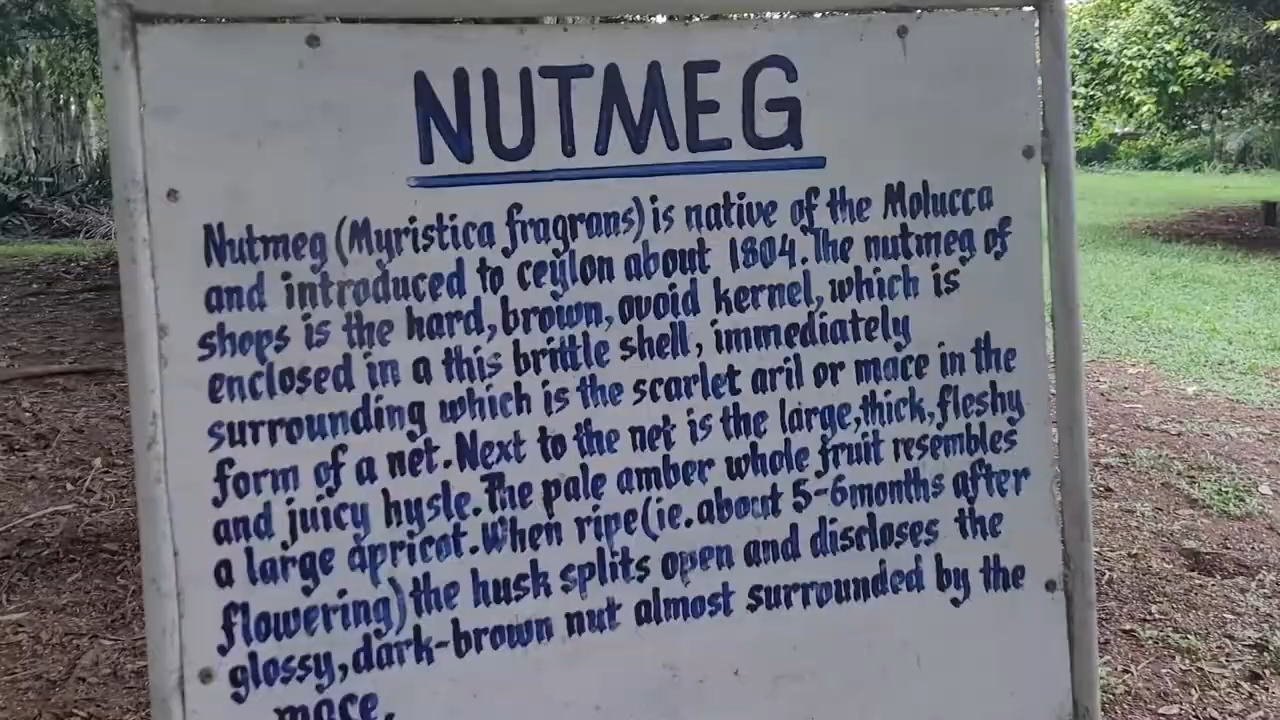 NUTMEG
Nutmeg (Myristica fragrans) is native of the Molucca
and introduced to ceylon about 1804. The nutmeg of
shops is the hard, brown, ovoid kernel, which is
enclosed in a this brittle shell, immediately
surrounding which is the scarlet aril or mace in the
form of a net. Next to the net is the large, thick, fleshy
and juicy hysle. The pale amber whole fruit resembles
a large apricot. When ripe (ie. about 5-6 months after
flowering) the husk splits open and discloses the
glossy, dark-brown nut almost surrounded by the
mace.